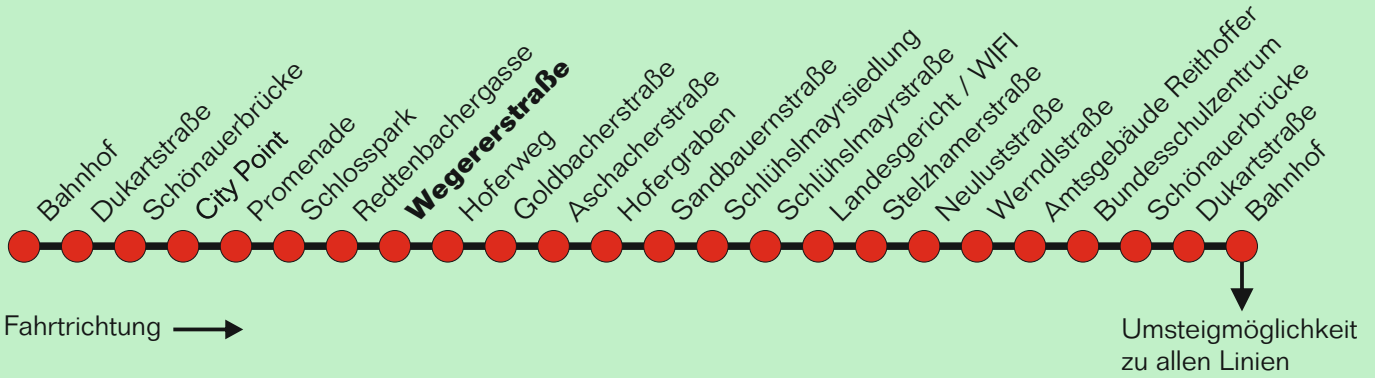 Bahnhof
Dukartstraße
Schönauerbrücke
City Point
Promenade
Schlosspark
Redtenbachergasse
Wegererstraße
Hoferweg
Goldbacherstraße
Aschacherstraße
Hofergraben
Sandbauernstraße
Schlühslmayrsiedlung
Schlühslmayrstraße
Landesgericht / WIFI
Stelzhamerstraße
Neuluststraße
Werndlstraße
Amtsgebäude Reithoffer
Bundesschulzentrum
Schönauerbrücke
Dukartstraße
Bahnhof
Fahrtrichtung
Umsteigmöglichkeit
zu allen Linien